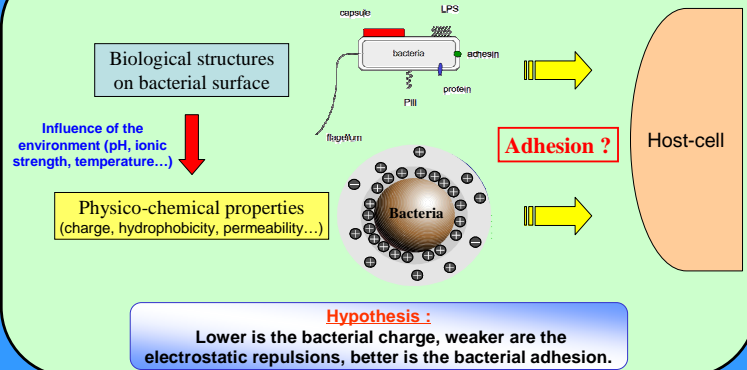 capsule
LPS
bacteria
adhesin
protein
Pili
flagellum
Biological structures
on bacterial surface
Influence of the
environment (pH, ionic
strength, temperature…)
Adhesion ?
Host-cell
Physico-chemical properties
(charge, hydrophobicity, permeability…)
Bacteria
Hypothesis :
Lower is the bacterial charge, weaker are the
electrostatic repulsions, better is the bacterial adhesion.